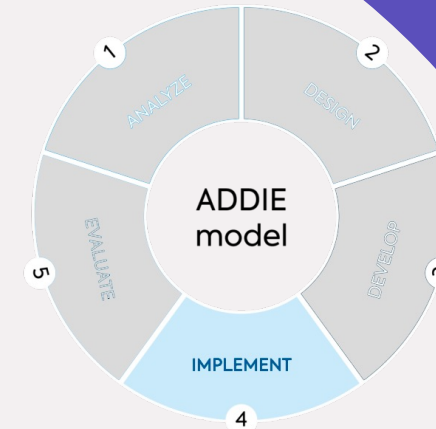 1
ANALYZE
2
DESIGN
ADDIE
model
DEVELOP
EVALUATE
5
IMPLEMENT
4